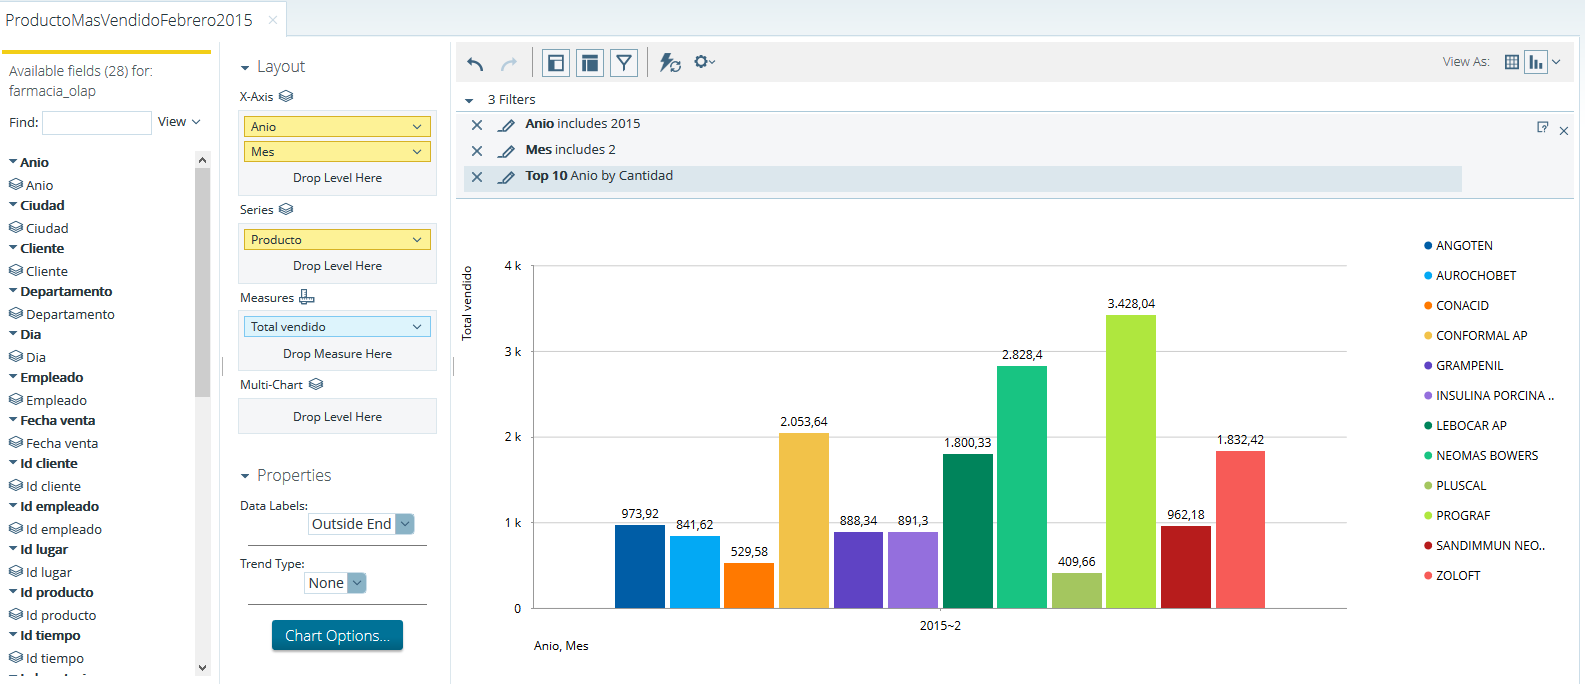 ProductoMasVendidoFebrero2015
Available fields (28) for:
farmacia_olap
Find:
View
Anio
Anio
Ciudad
Ciudad
Cliente
Cliente
Departamento
Departamento
Dia
Dia
Empleado
Empleado
Fecha venta
Fecha venta
Id cliente
Id cliente
Id empleado
Id empleado
Id lugar
Id lugar
Id producto
Id producto
Id tiempo
Id tiempo
Layout
X-Axis
Anio
Mes
Drop Level Here
Series
Producto
Drop Level Here
Measures
Total vendido
Drop Measure Here
Multi-Chart
Drop Level Here
Properties
Data Labels:
Outside End
Trend Type:
None
Chart Options...
View As:
3 Filters
Anio includes 2015
Mes includes 2
Top 10 Anio by Cantidad
Total vendido
4 k
3 k
2 k
1 k
0
973,92
841,62
529,58
2.053,64
888,34
891,3
1.800,33
2.828,4
409,66
3.428,04
962,18
1.832,42
2015~2
Anio, Mes
ANGOTEN
AUROCHOBET
CONACID
CONFORMAL AP
GRAMPENIL
INSULINA PORCINA ..
LEBOCAR AP
NEOMAS BOWERS
PLUSCAL
PROGRAF
SANDIMMUN NEO..
ZOLOFT